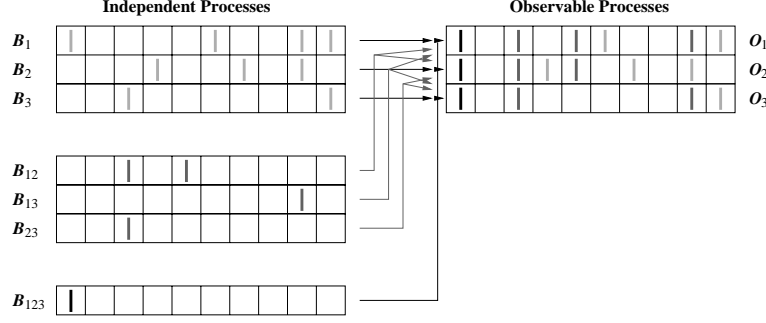 Independent Processes
Observable Processes
B1
O1
B2
O2
B3
O3
B12
B13
B23
B123